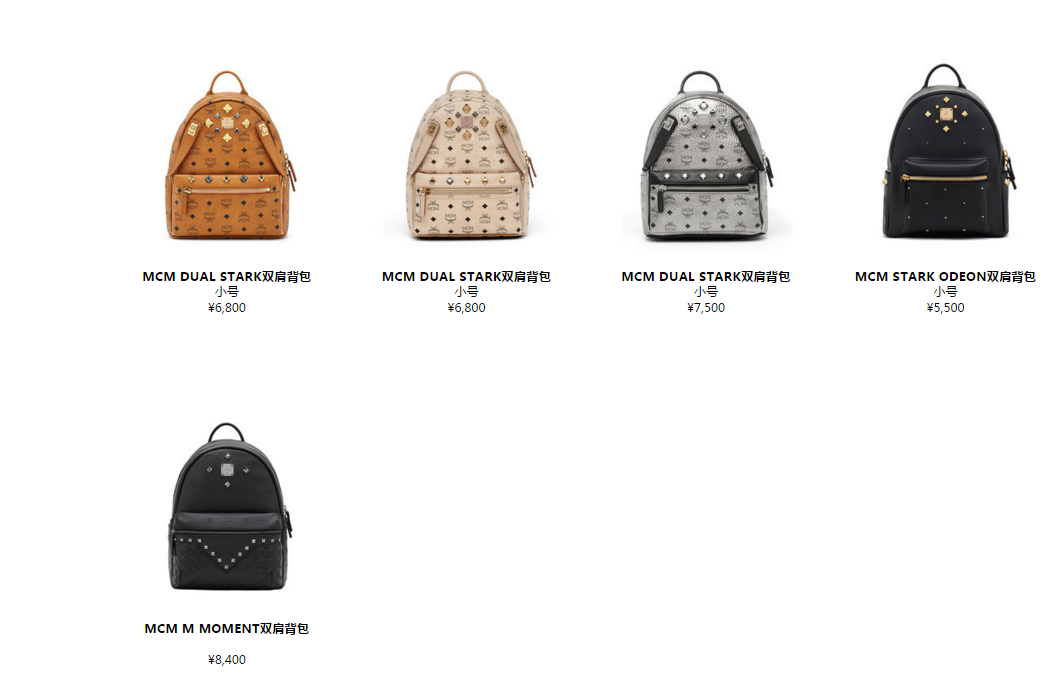 MCM DUAL STARK双肩背包
小号
¥6,800
MCM DUAL STARK双肩背包
小号
¥6,800
MCM DUAL STARK双肩背包
小号
¥7,500
MCM STARK ODEON双肩背包
小号
¥5,500
MCM M MOMENT双肩背包
¥8,400